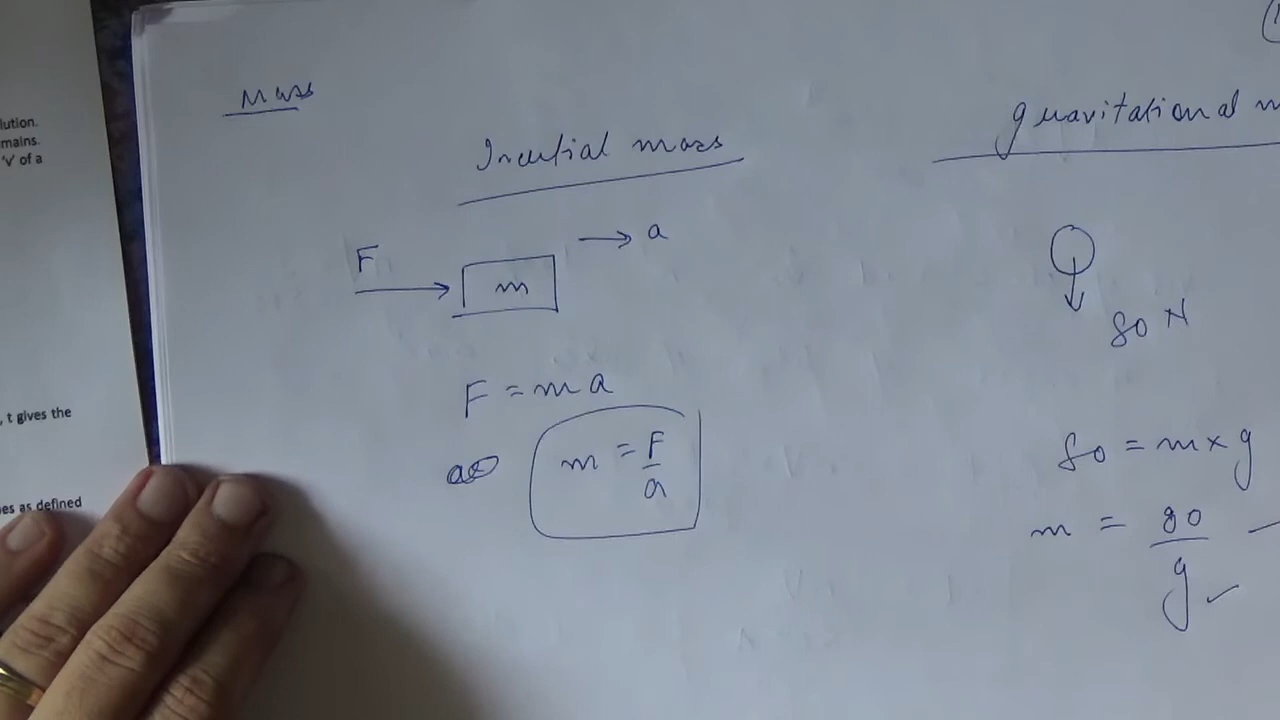 lution.
mains.
'v' of a
, t gives the
es as defined
Mass
Inertial mass
F
m
→ a
F = ma
m = F/a
gravitational m
80 N
80 = m × g
m = 80/g ✓